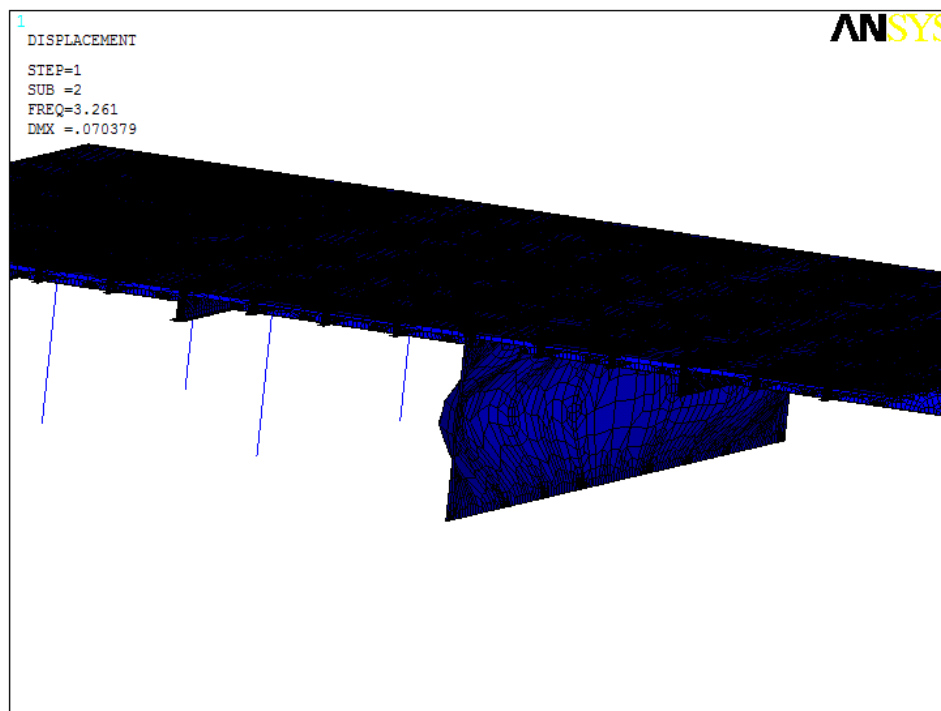 1
DISPLACEMENT
STEP=1
SUB =2
FREQ=3.261
DMX =.070379
ANSYS